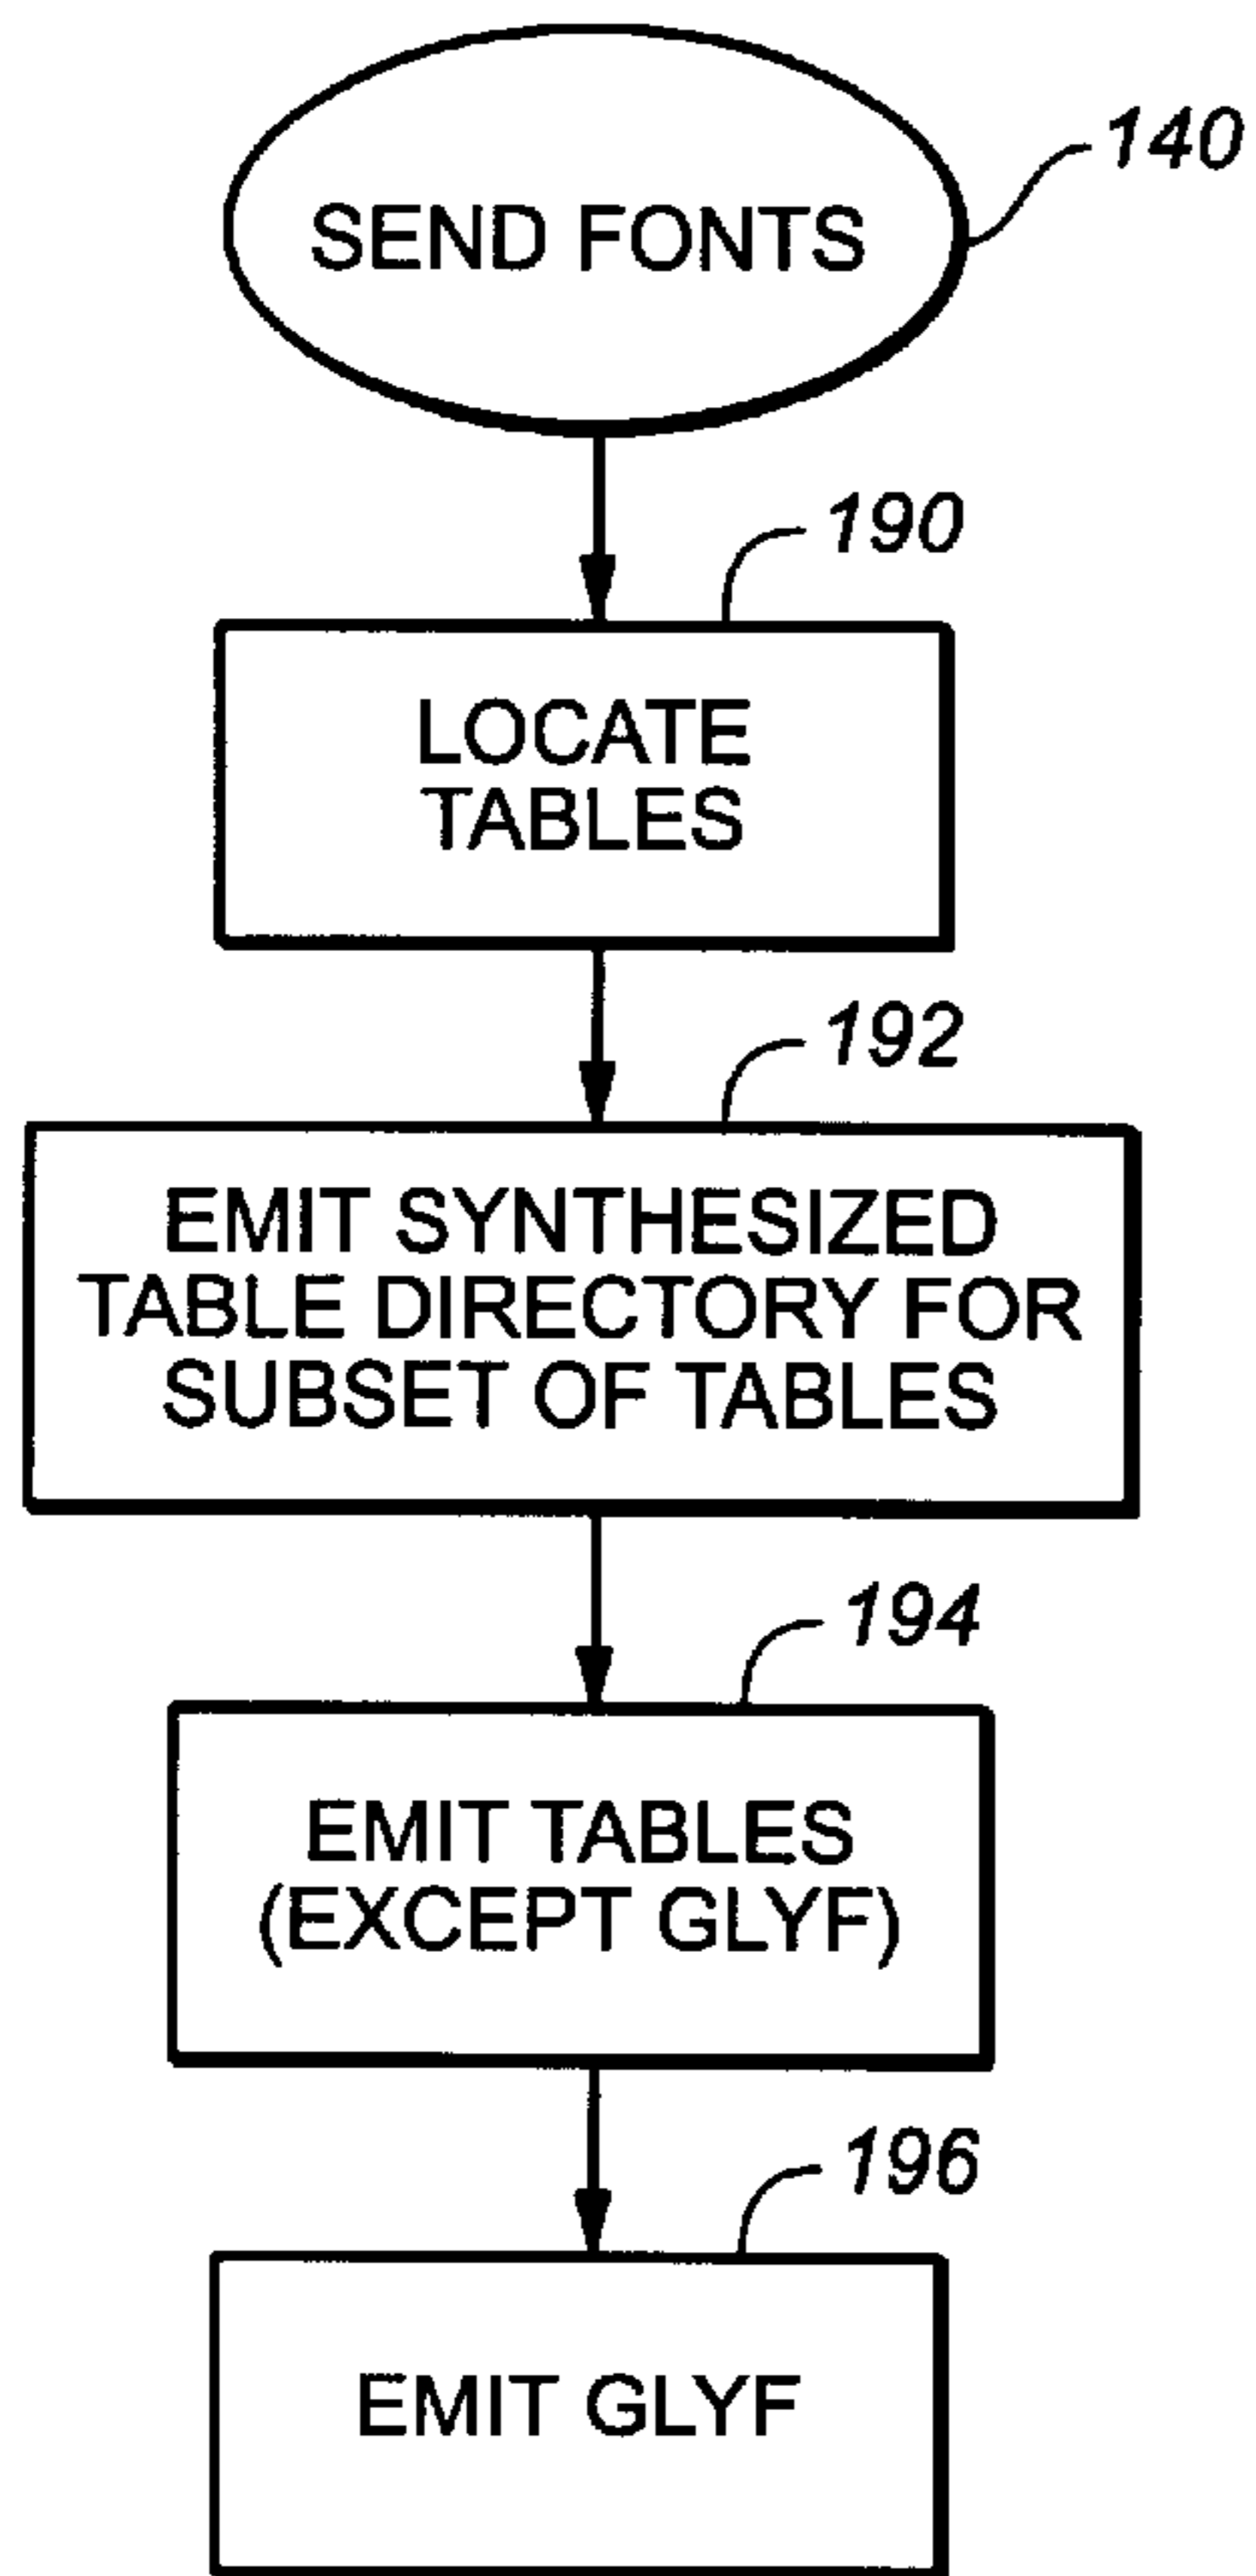 140
SEND FONTS
190
LOCATE
TABLES
192
EMIT SYNTHESIZED
TABLE DIRECTORY FOR
SUBSET OF TABLES
194
EMIT TABLES
(EXCEPT GLYF)
196
EMIT GLYF